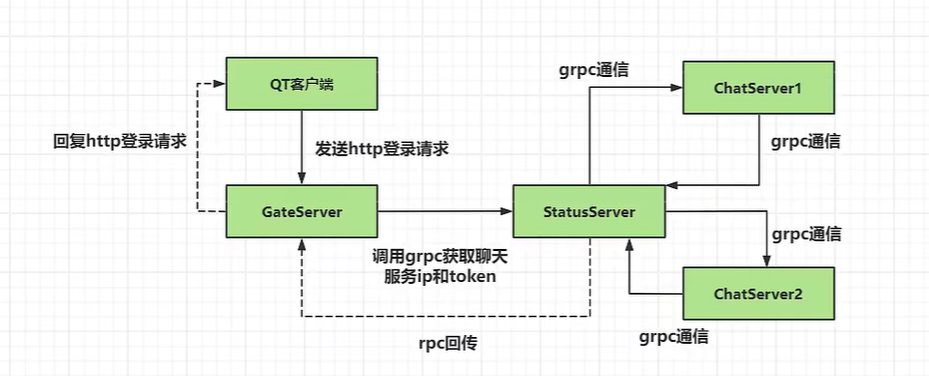 grpc通信
QT客户端
ChatServer1
回复http登录请求
发送http登录请求
grpc通信
GateServer
StatusServer
grpc通信
调用grpc获取聊天
服务ip和token
ChatServer2
rpc回传
grpc通信